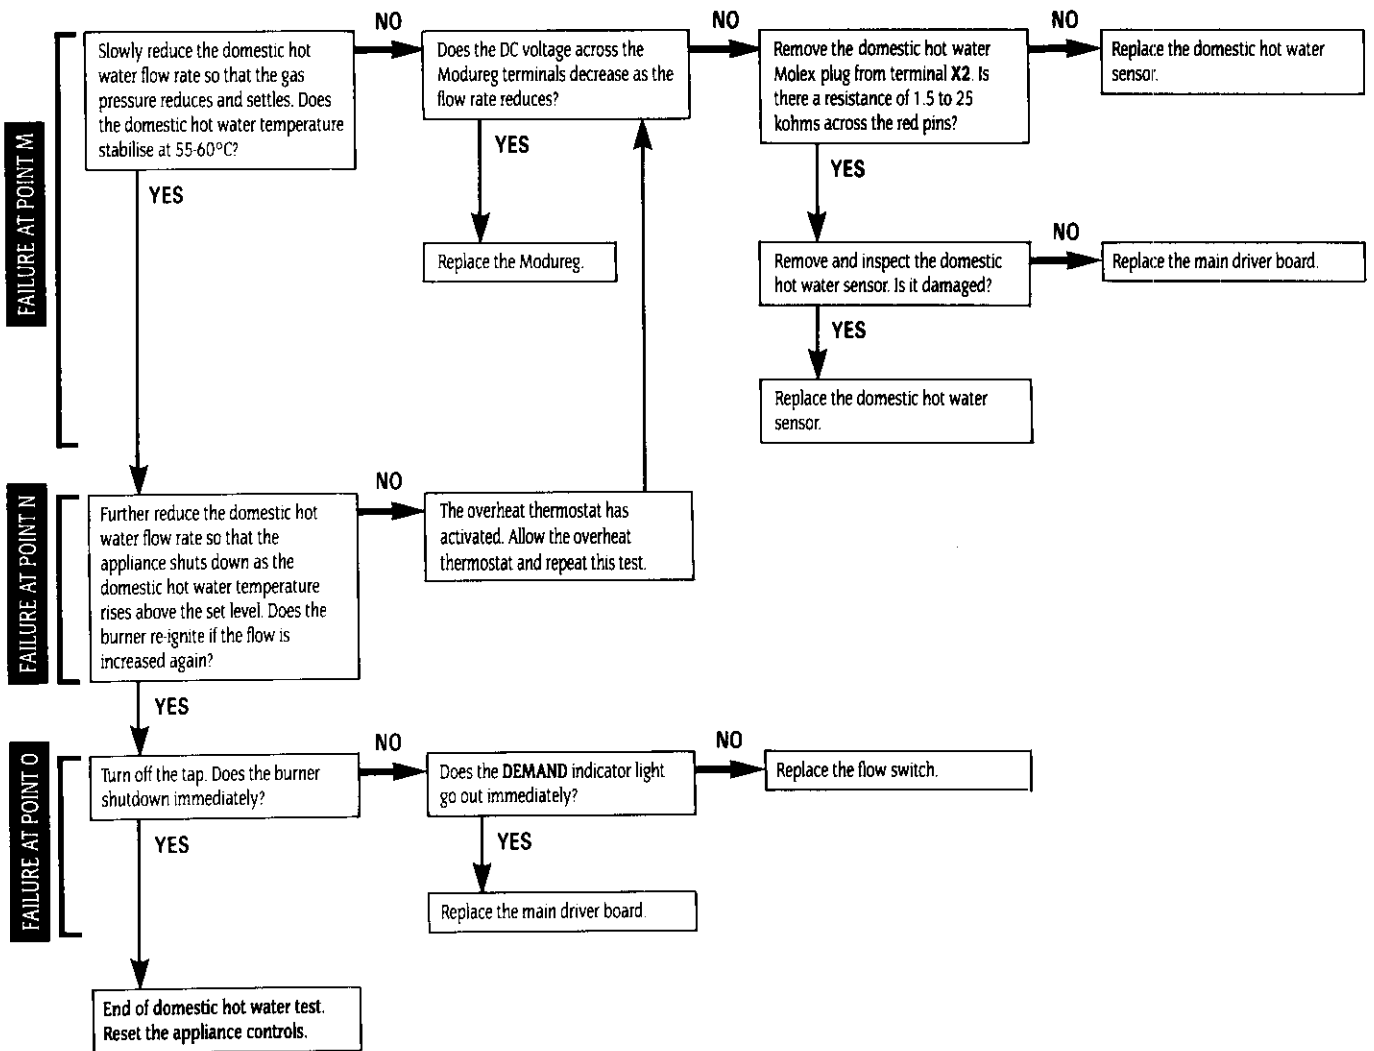 FAILURE AT POINT M
Slowly reduce the domestic hot
water flow rate so that the gas
pressure reduces and settles. Does
the domestic hot water temperature
stabilise at 55-60°C?
NO
Does the DC voltage across the
Modureg terminals decrease as the
flow rate reduces?
NO
Remove the domestic hot water
Molex plug from terminal X2. Is
there a resistance of 1.5 to 25
kohms across the red pins?
NO
Replace the domestic hot water
sensor.
YES
YES
YES
Replace the Modureg.
Remove and inspect the domestic
hot water sensor. Is it damaged?
NO
Replace the main driver board.
YES
Replace the domestic hot water
sensor.
FAILURE AT POINT N
Further reduce the domestic hot
water flow rate so that the
appliance shuts down as the
domestic hot water temperature
rises above the set level. Does the
burner re-ignite if the flow is
increased again?
NO
The overheat thermostat has
activated. Allow the overheat
thermostat and repeat this test.
YES
FAILURE AT POINT O
Turn off the tap. Does the burner
shutdown immediately?
NO
Does the DEMAND indicator light
go out immediately?
NO
Replace the flow switch.
YES
YES
Replace the main driver board.
End of domestic hot water test.
Reset the appliance controls.